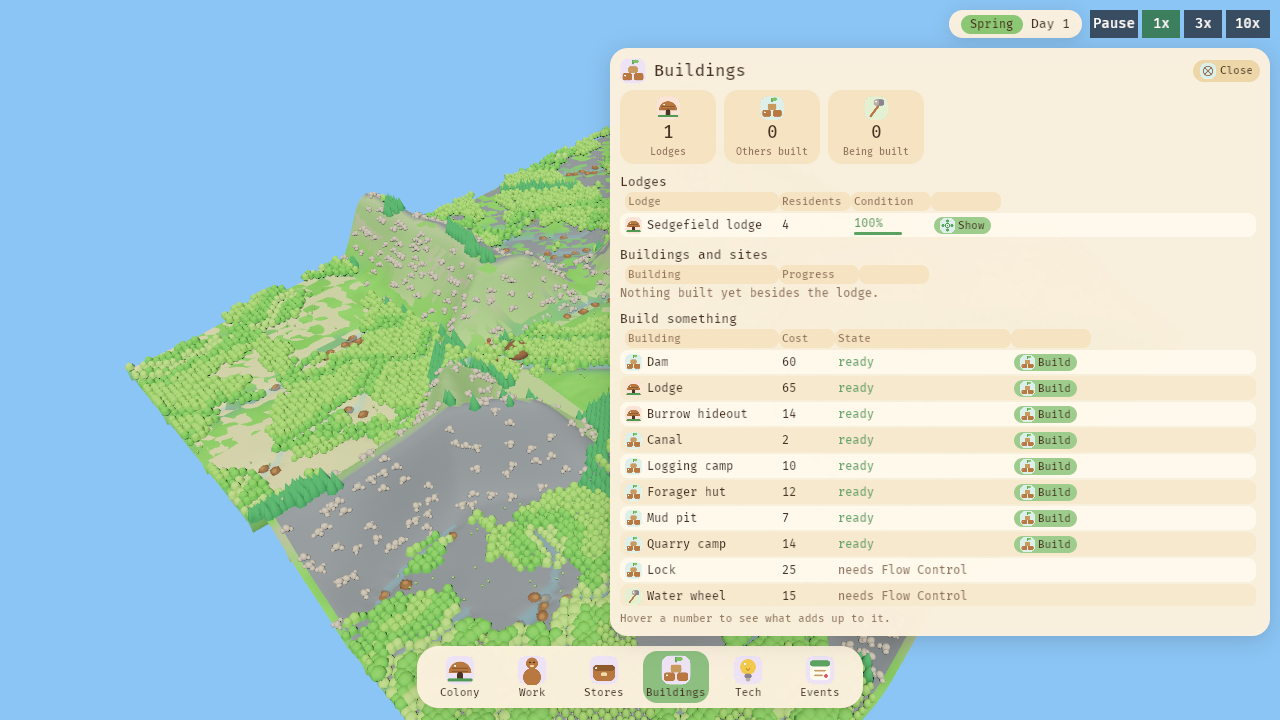 Spring Day 1 Pause 1x 3x 10x
Buildings Close
1 0 0
Lodges Others built Being built
Lodges
Lodge Residents Condition
Sedgefield lodge 4 100% Show
Buildings and sites
Building Progress
Nothing built yet besides the lodge.
Build something
Building Cost State
Dam 60 ready Build
Lodge 65 ready Build
Burrow hideout 14 ready Build
Canal 2 ready Build
Logging camp 10 ready Build
Forager hut 12 ready Build
Mud pit 7 ready Build
Quarry camp 14 ready Build
Lock 25 needs Flow Control
Water wheel 15 needs Flow Control
Hover a number to see what adds up to it.
Colony Work Stores Buildings Tech Events